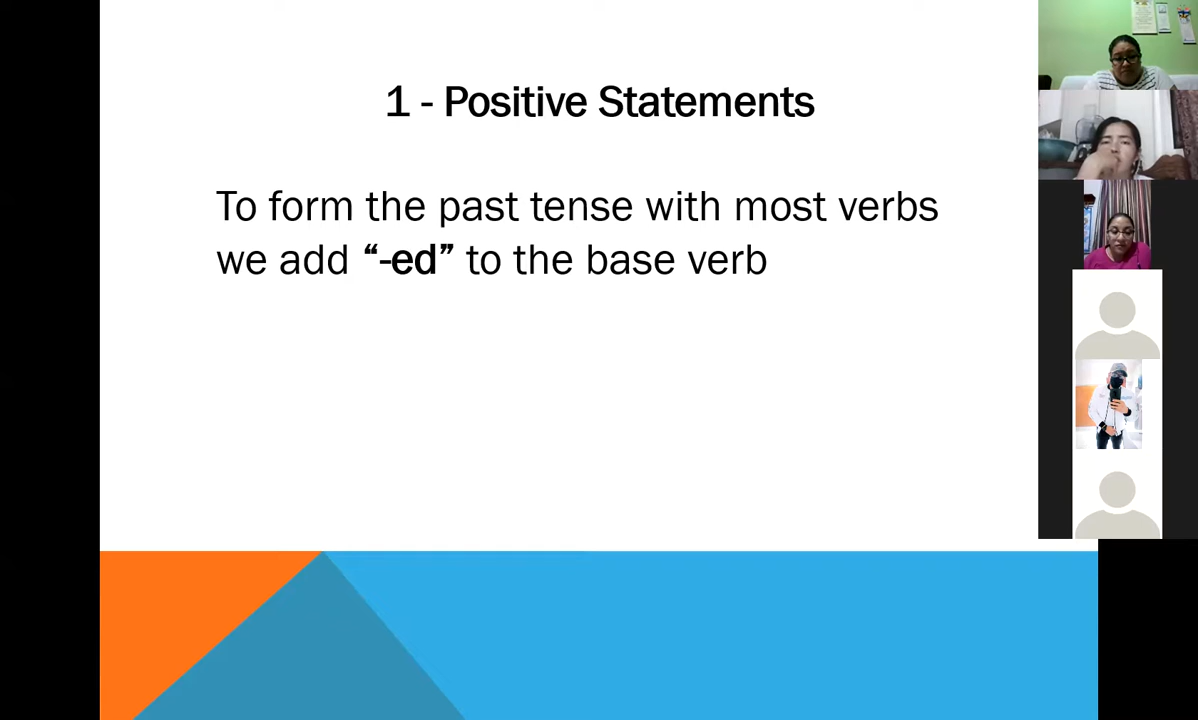 1 - Positive Statements
To form the past tense with most verbs
we add “-ed” to the base verb